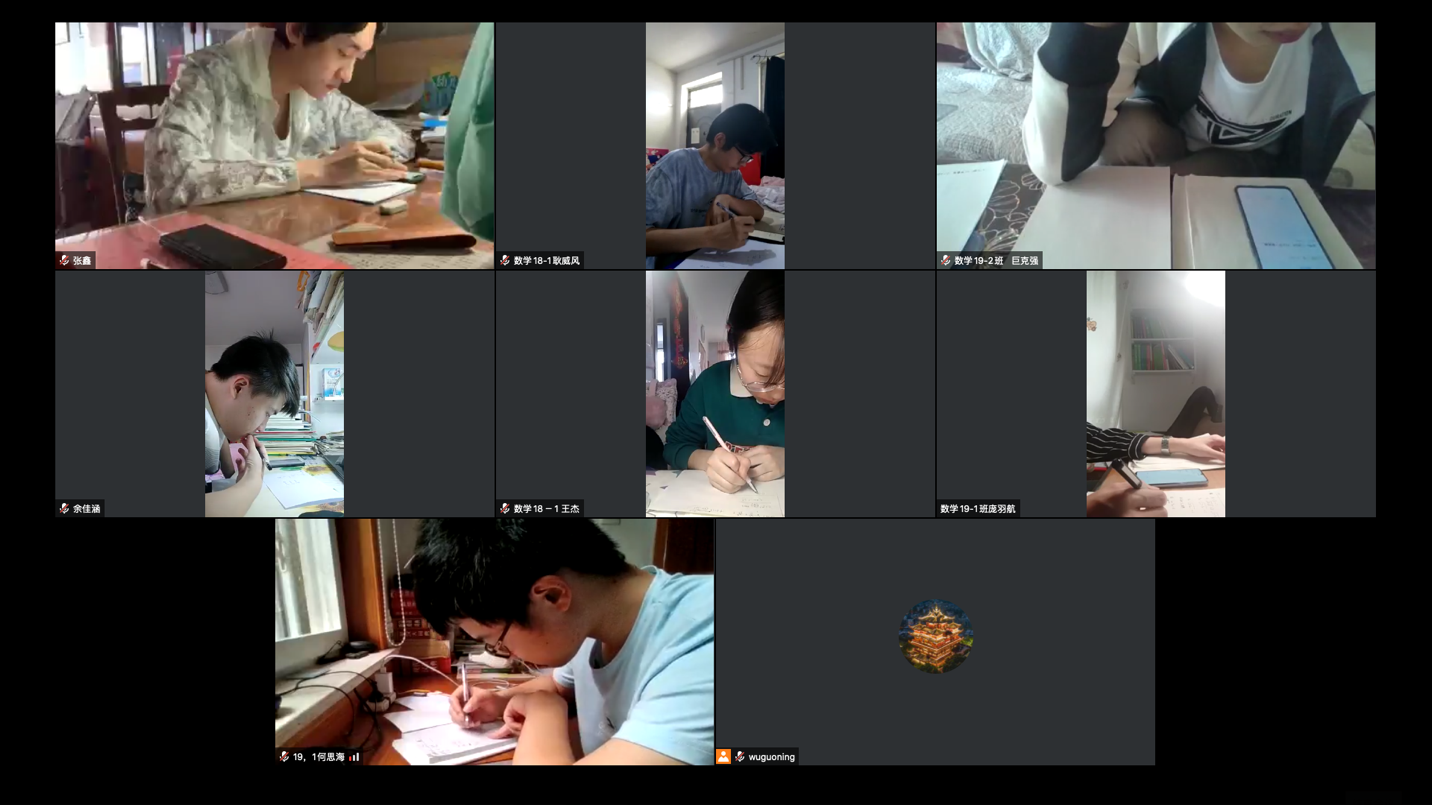 张鑫
数学18-1耿威风
数学19-2班 巨克强
余佳涵
数学18－1 王杰
数学19-1班庞羽航
19，1何思海
wuguoning